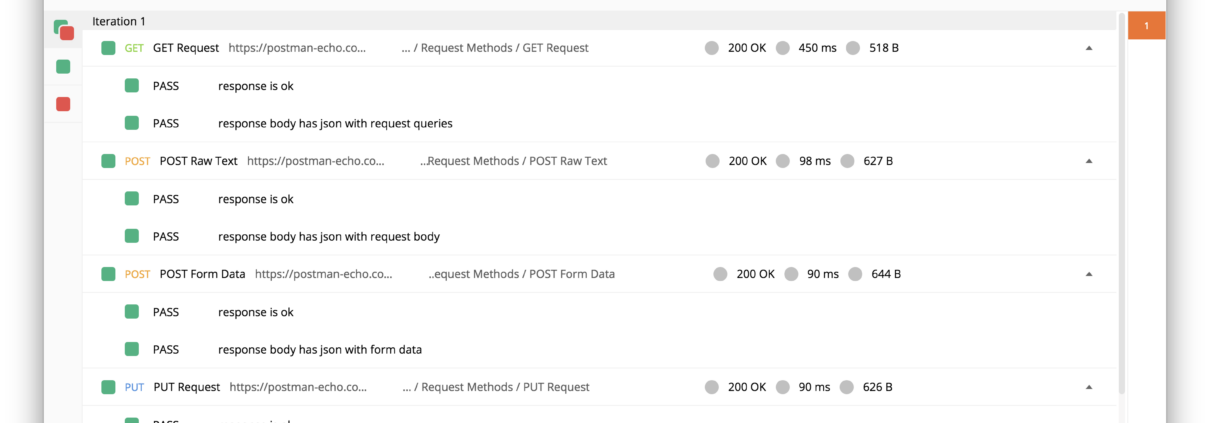 Iteration 1
1
GET GET Request https://postman-echo.co... ... / Request Methods / GET Request 200 OK 450 ms 518 B
PASS response is ok
PASS response body has json with request queries
POST POST Raw Text https://postman-echo.co... ...Request Methods / POST Raw Text 200 OK 98 ms 627 B
PASS response is ok
PASS response body has json with request body
POST POST Form Data https://postman-echo.co... ..equest Methods / POST Form Data 200 OK 90 ms 644 B
PASS response is ok
PASS response body has json with form data
PUT PUT Request https://postman-echo.co... ... / Request Methods / PUT Request 200 OK 90 ms 626 B
PASS